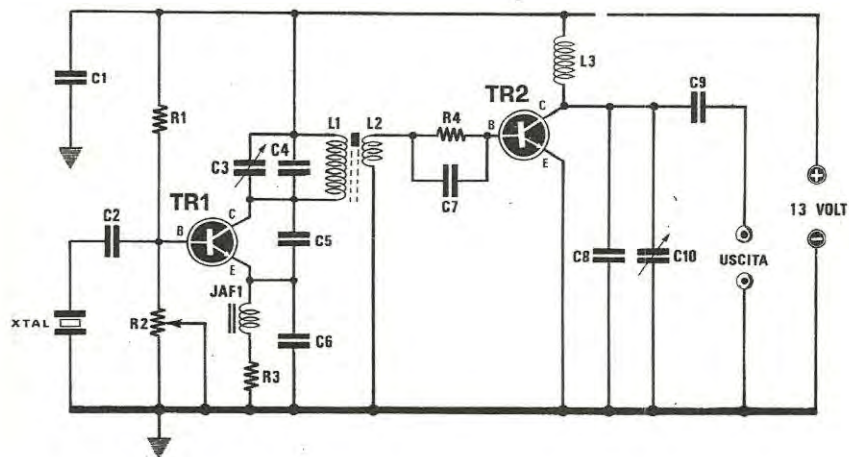 C1
R1
C2
XTAL
R2
TR1
B
C
E
C3
C4
L1
L2
C5
JAF1
R3
C6
R4
C7
TR2
B
C
E
L3
C9
C8
C10
USCITA
13 VOLT